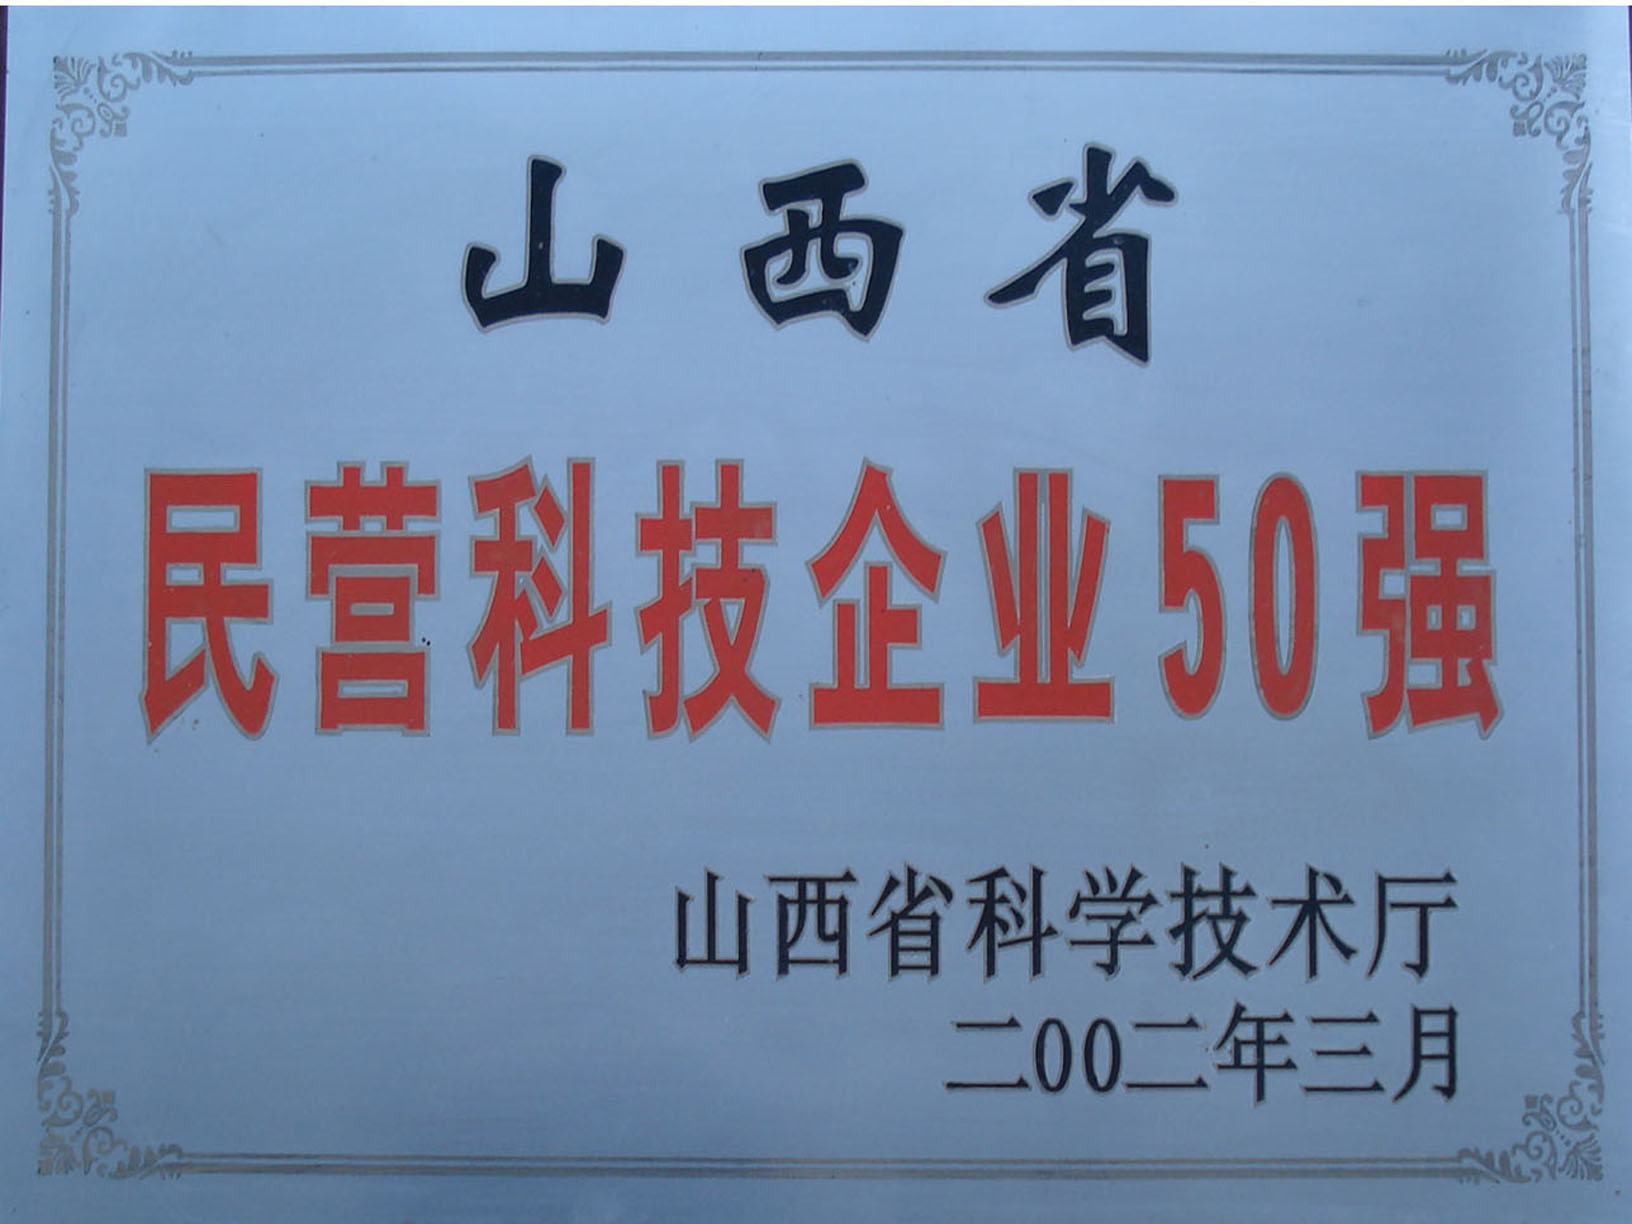 山西省
民营科技企业50强
山西省科学技术厅
二00二年三月